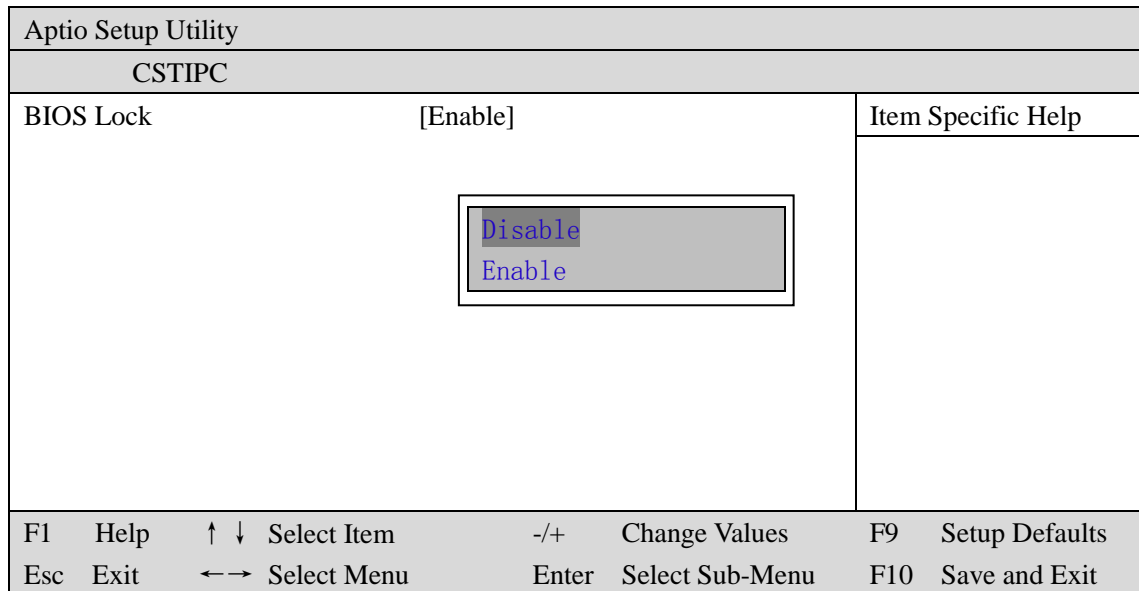 Aptio Setup Utility
CSTIPC
BIOS Lock [Enable] Item Specific Help
Disable
Enable
F1 Help ↑ ↓ Select Item -/+ Change Values F9 Setup Defaults
Esc Exit ←→ Select Menu Enter Select Sub-Menu F10 Save and Exit